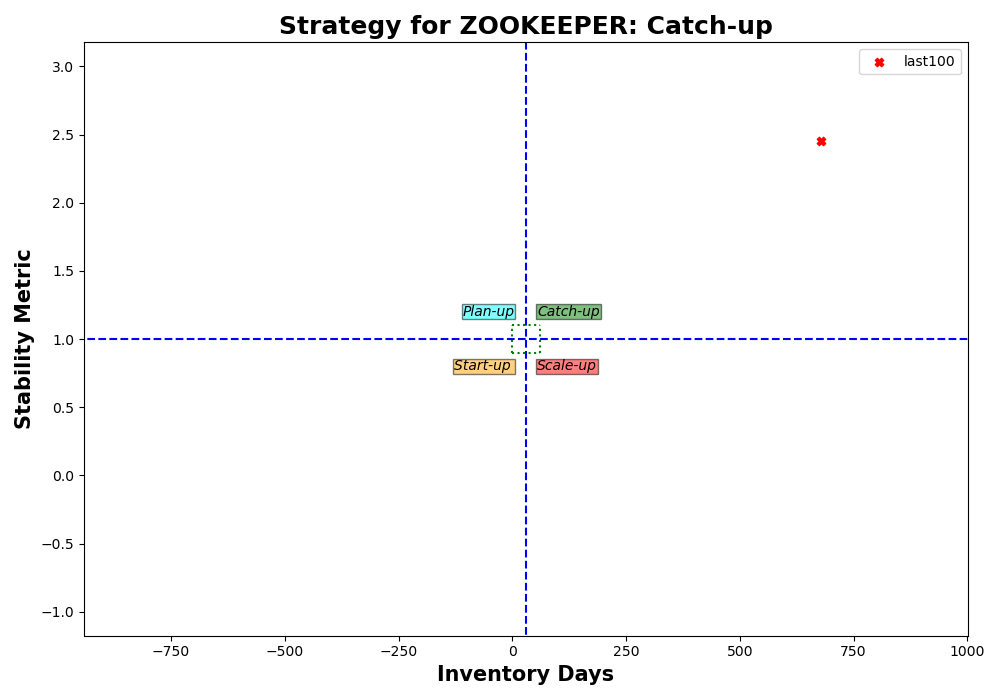 Strategy for ZOOKEEPER: Catch-up
last100
3.0
2.5
2.0
1.5
1.0
0.5
0.0
−0.5
−1.0
Stability Metric
Plan-up
Catch-up
Start-up
Scale-up
−750
−500
−250
0
250
500
750
1000
Inventory Days